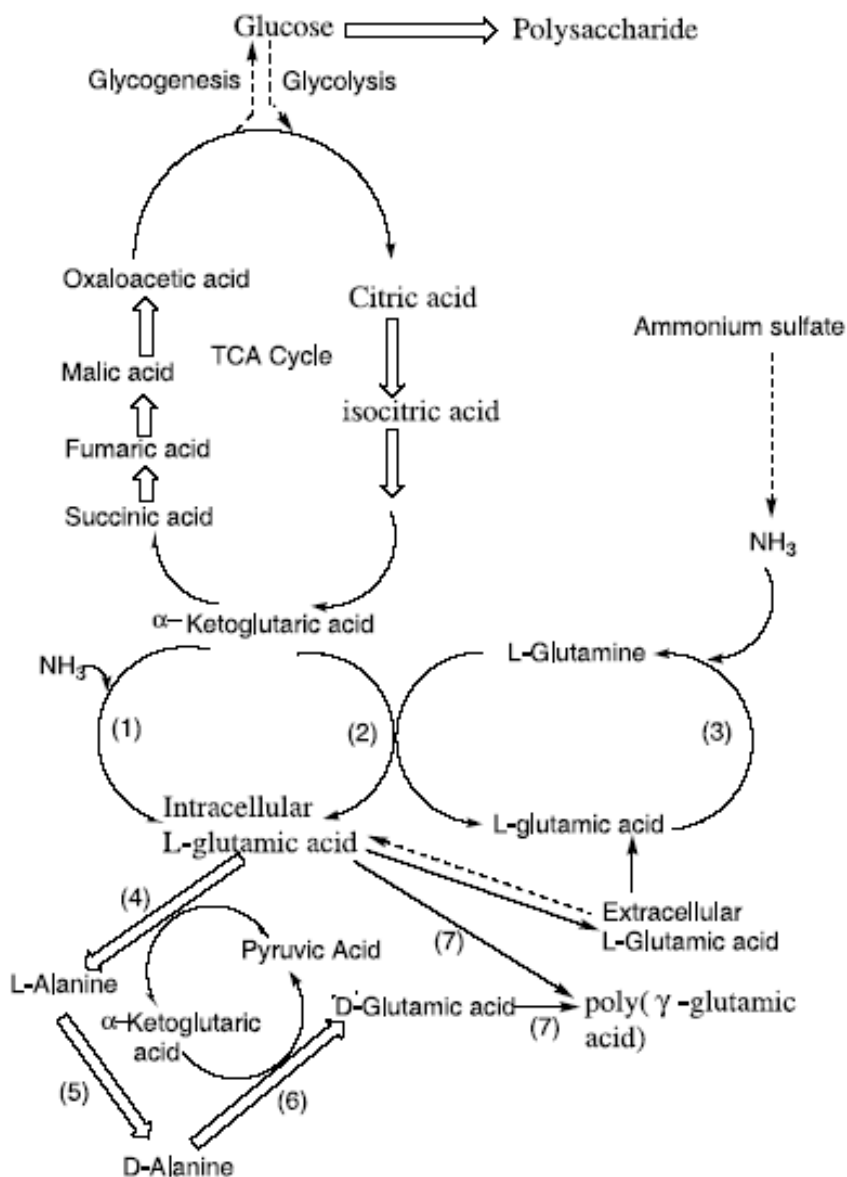 Glucose
Polysaccharide
Glycogenesis
Glycolysis
Oxaloacetic acid
Citric acid
Ammonium sulfate
TCA Cycle
Malic acid
isocritic acid
Fumaric acid
Succinic acid
NH₃
α-Ketoglutaric acid
L-Glutamine
NH₃
(1)
(2)
(3)
Intracellular
L-glutamic acid
L-glutamic acid
(4)
Extracellular
L-Glutamic acid
(7)
Pyruvic Acid
L-Alanine
α-Ketoglutaric
acid
D-Glutamic acid
(7)
poly(γ-glutamic
acid)
(5)
(6)
D-Alanine